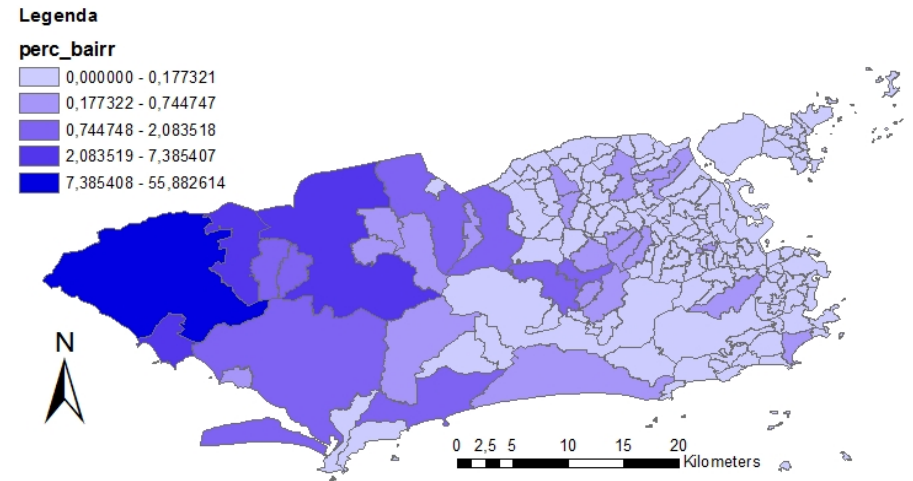 Legenda
perc_bairr
0,000000 - 0,177321
0,177322 - 0,744747
0,744748 - 2,083518
2,083519 - 7,385407
7,385408 - 55,882614
N
0 2,5 5 10 15 20
Kilometers